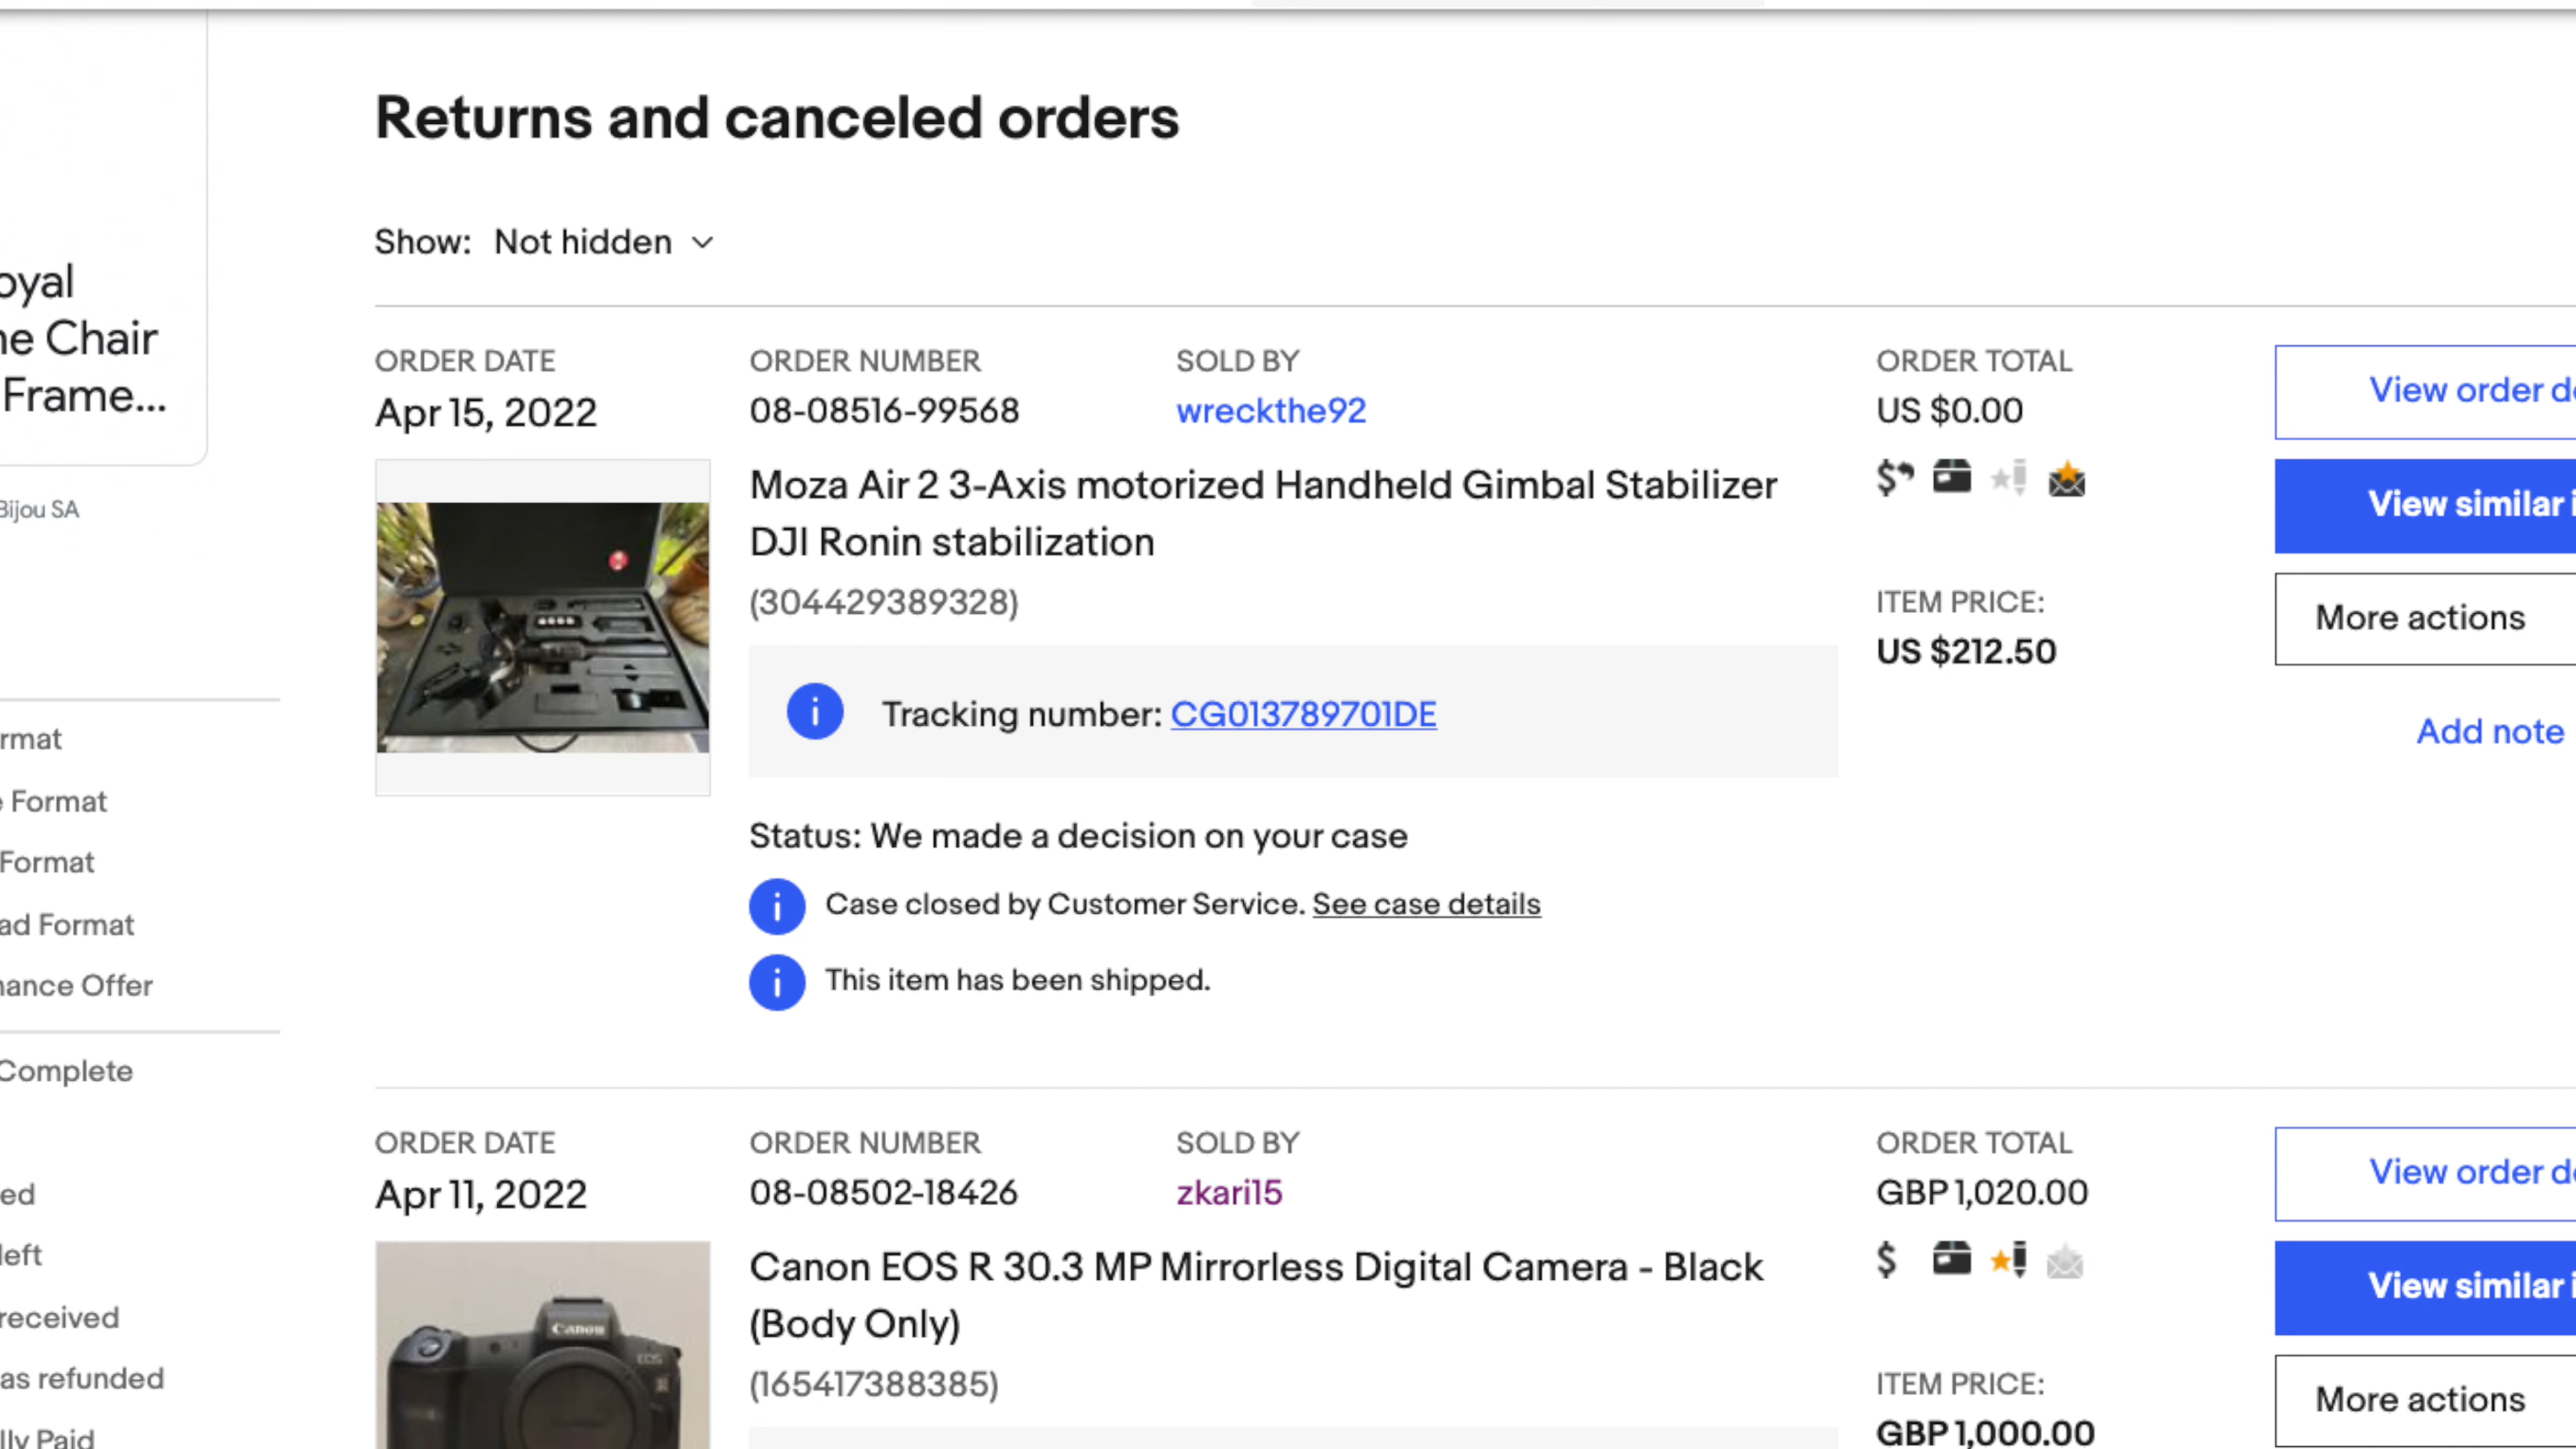 Returns and canceled orders
Show: Not hidden
oyal
ne Chair
Frame...
Bijou SA
ORDER DATE
Apr 15, 2022
ORDER NUMBER
08-08516-99568
SOLD BY
wreckthe92
ORDER TOTAL
US $0.00
View order de
Moza Air 2 3-Axis motorized Handheld Gimbal Stabilizer
DJI Ronin stabilization
(304429389328)
View similar i
ITEM PRICE:
US $212.50
More actions
Add note
Tracking number: CG013789701DE
Status: We made a decision on your case
Case closed by Customer Service. See case details
This item has been shipped.
rmat
e Format
Format
ad Format
nance Offer
Complete
ed
left
received
as refunded
lly Paid
ORDER DATE
Apr 11, 2022
ORDER NUMBER
08-08502-18426
SOLD BY
zkari15
ORDER TOTAL
GBP 1,020.00
View order de
Canon EOS R 30.3 MP Mirrorless Digital Camera - Black
(Body Only)
(165417388385)
View similar i
ITEM PRICE:
GBP 1,000.00
More actions
Canon
EOS
R